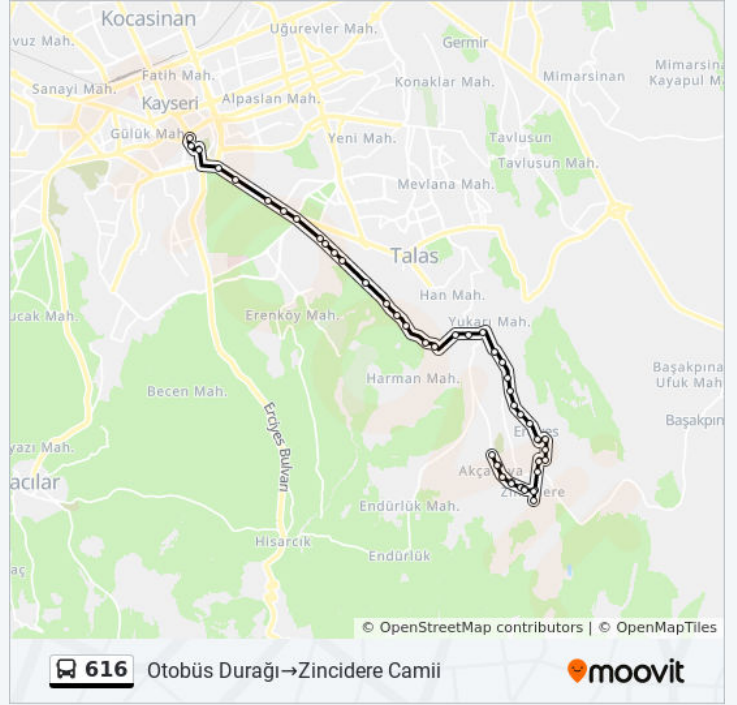 Kocasinan
Uğurevler Mah.
vuz Mah.
Germir
Fatih Mah.
Mimarsin
Kayapul M
Konaklar Mah.
Mimarsinan
Sanayi Mah.
Kayseri
Alpaslan Mah.
Gülük Mah
Yeni Mah.
Tavlusun
Tavlusun Mah.
Mevlana Mah.
Talas
Han Mah.
ucak Mah.
Erenköy Mah.
Yukarı Mah.
Başakpına
Ufuk Mah
Harman Mah.
Becen Mah.
Erciyes Bulvarı
Başakpın
yazı Mah.
acılar
Endürlük Mah.
Hisarcık
Endürlük
aç
© OpenStreetMap contributors | © OpenMapTiles
616 Otobüs Durağı→Zincidere Camii
moovit